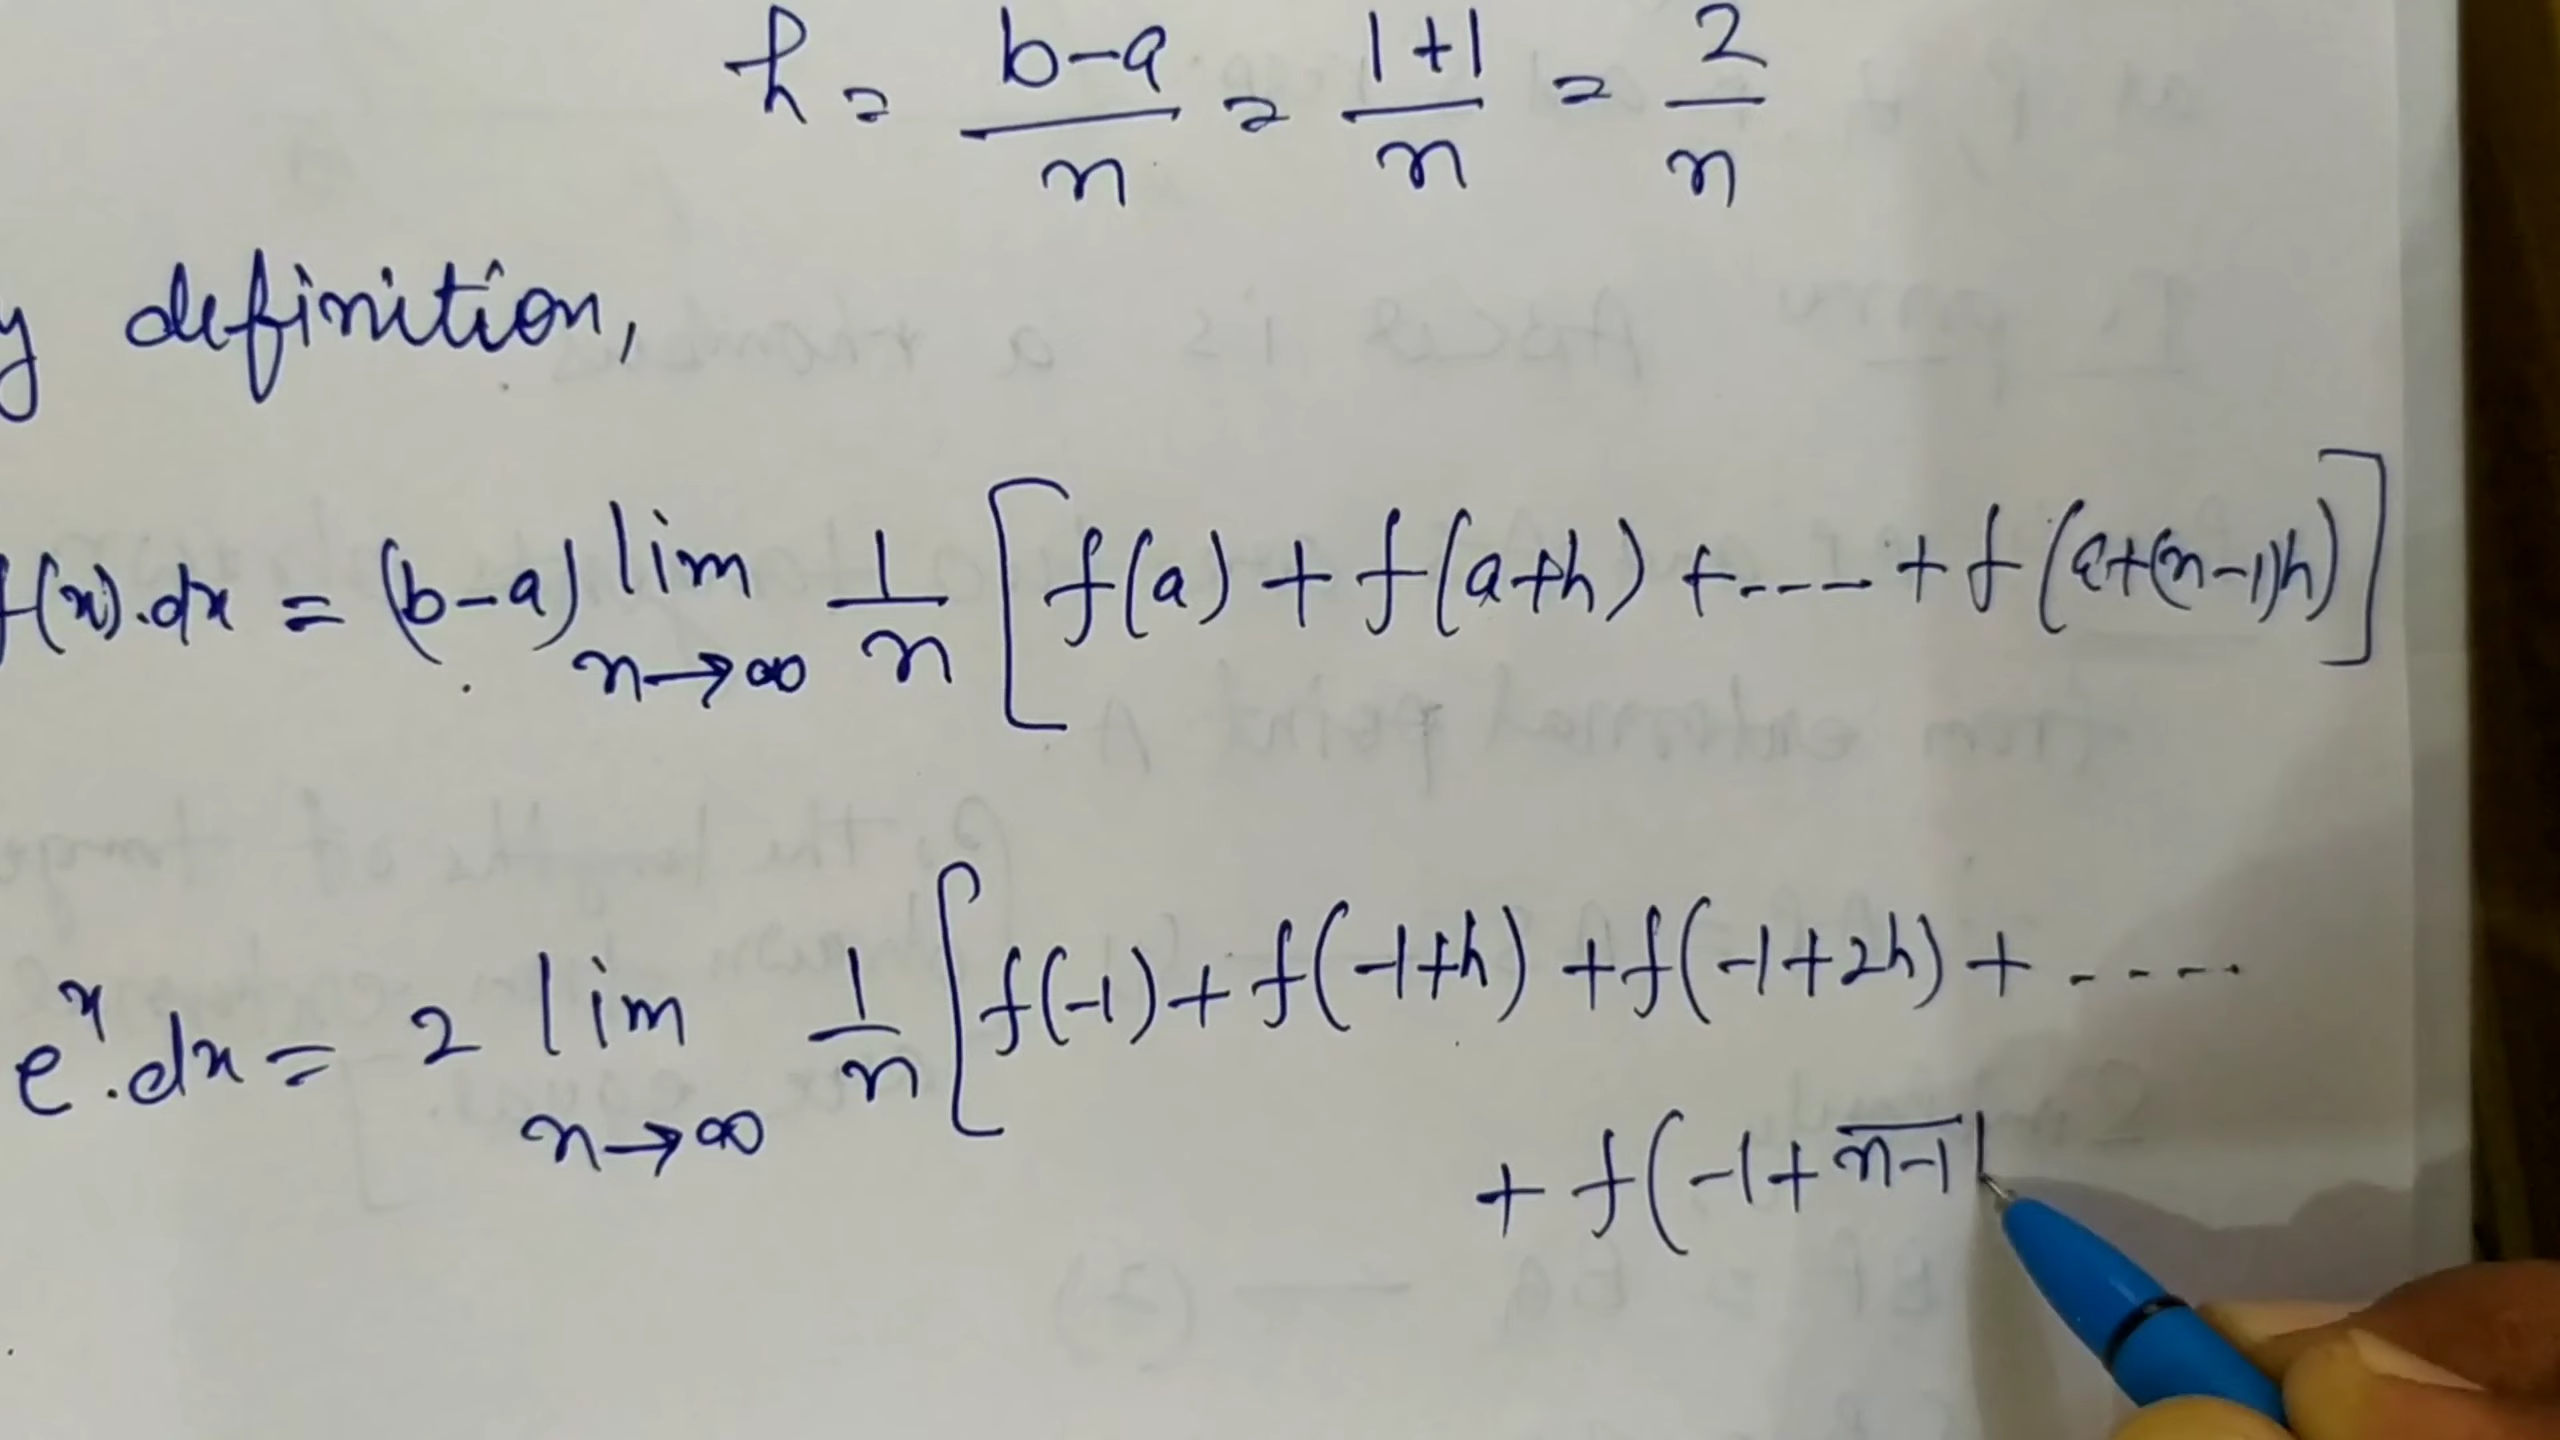 h = b-a/n = 1+1/n = 2/n
y definition,
f(x).dx = (b-a) lim n→∞ 1/n [f(a) + f(a+h) +---- + f(a+(n-1)h)]
e^x.dx = 2 lim n→∞ 1/n [f(-1) + f(-1+h) + f(-1+2h) + -----
+ f(-1+n-1